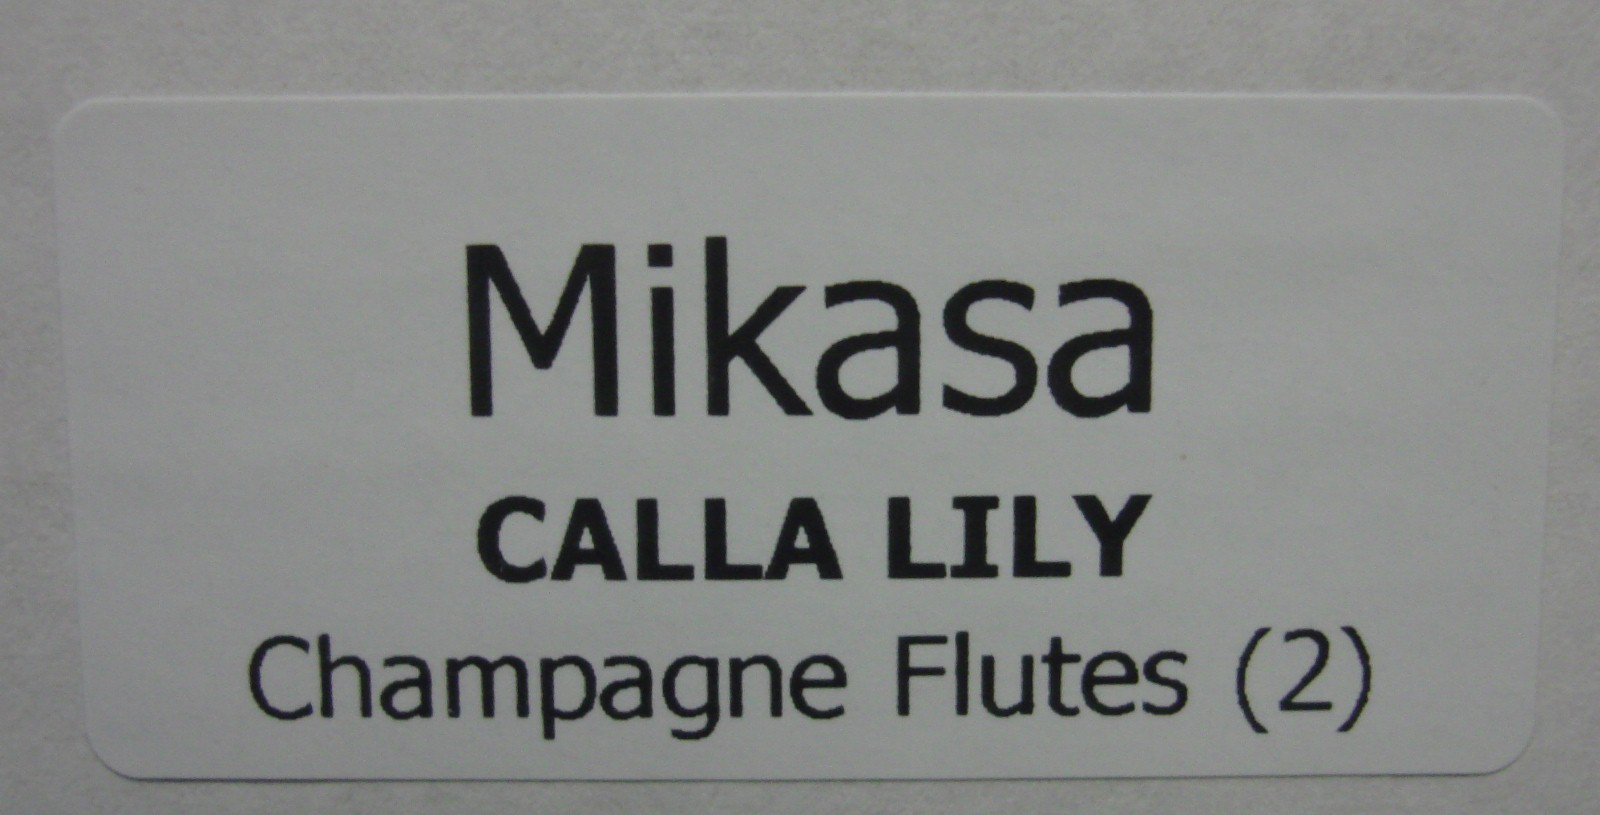 Mikasa
CALLA LILY
Champagne Flutes (2)